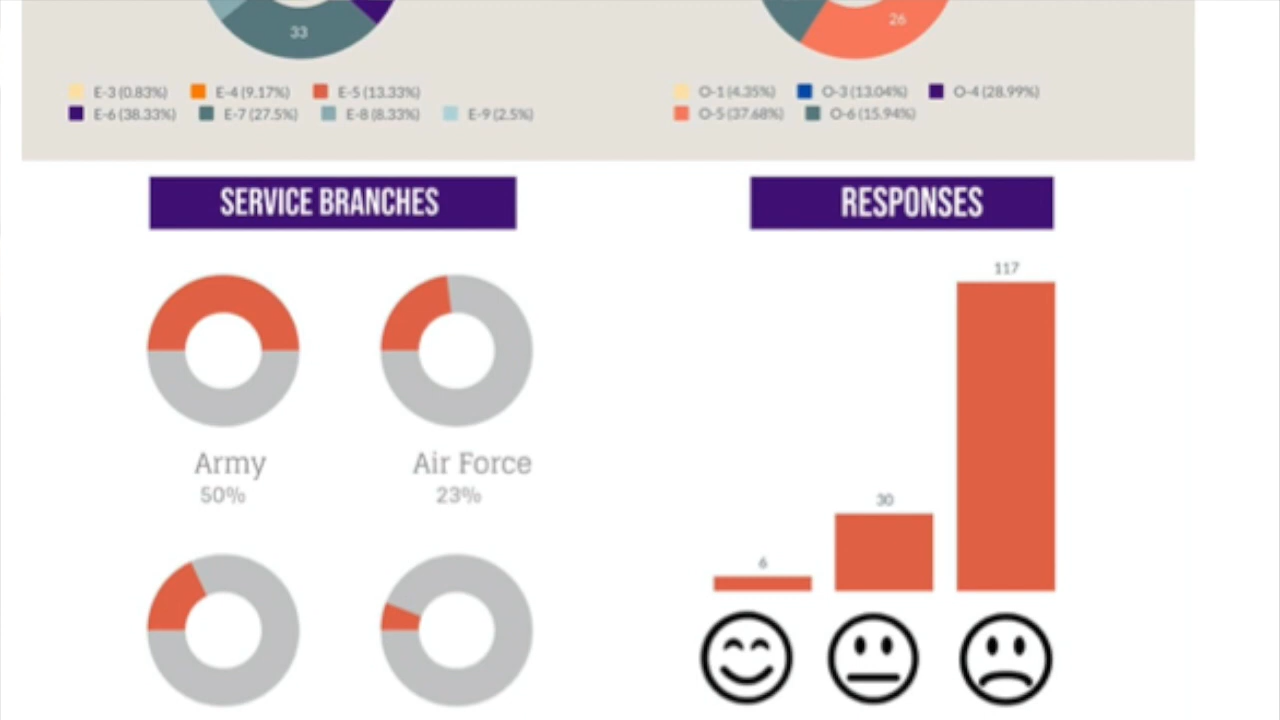 33
26
E-3 (0.83%) E-4 (9.17%) E-5 (13.33%)
E-6 (38.33%) E-7 (27.5%) E-8 (8.33%) E-9 (2.5%)
O-1 (4.35%) O-3 (13.04%) O-4 (28.99%)
O-5 (37.68%) O-6 (15.94%)
SERVICE BRANCHES
RESPONSES
117
30
6
Army
50%
Air Force
23%